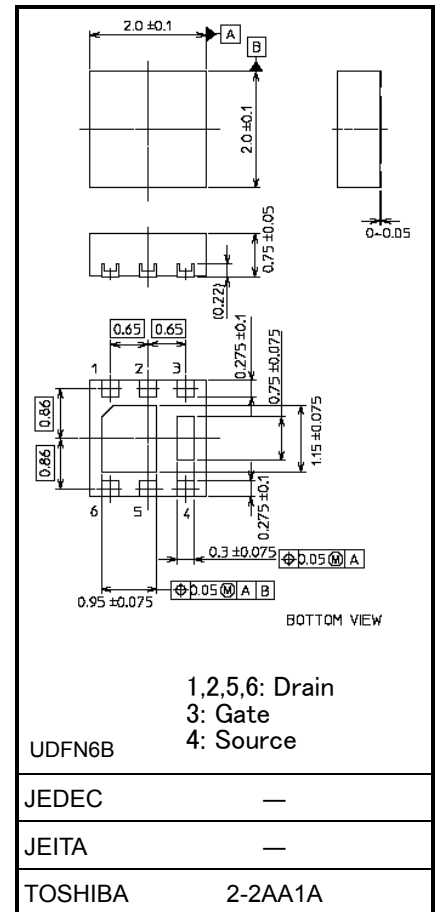 2.0 ±0.1
A
B
2.0±0.1
0~0.05
0.75 ±0.05
(0.22)
0.65 0.65
0.275±0.1
0.75 ±0.075
1.15 ±0.075
1 2 3
0.86
0.86
6 5 4
0.275 ±0.1
0.3 ±0.075
⌖ 0.05 Ⓜ A
⌖ 0.05 Ⓜ A B
0.95 ±0.075
BOTTOM VIEW
1,2,5,6: Drain
3: Gate
UDFN6B 4: Source
JEDEC —
JEITA —
TOSHIBA 2-2AA1A